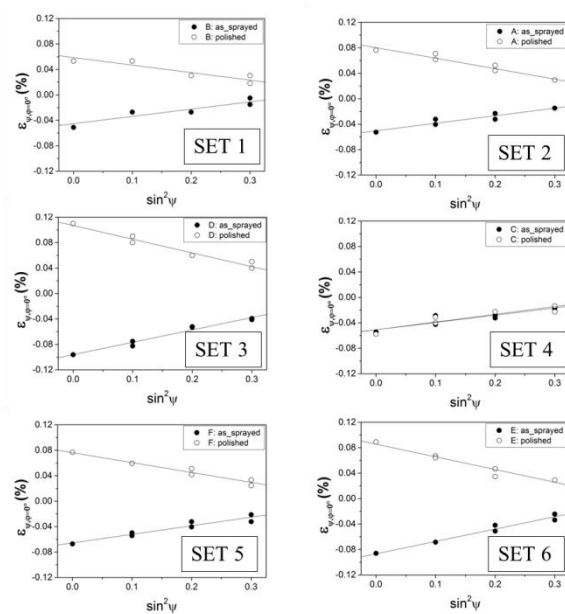 B: as_sprayed
B: polished
0.12
0.08
0.04
0.00
-0.04
-0.08
-0.12
εψ,φ=0° (%)
SET 1
0.0 0.1 0.2 0.3
sin²ψ
A: as_sprayed
A: polished
0.12
0.08
0.04
0.00
-0.04
-0.08
-0.12
εψ,φ=0° (%)
SET 2
0.0 0.1 0.2 0.3
sin²ψ
D: as_sprayed
D: polished
0.12
0.08
0.04
0.00
-0.04
-0.08
-0.12
εψ,φ=0° (%)
SET 3
0.0 0.1 0.2 0.3
sin²ψ
C: as_sprayed
C: polished
0.12
0.08
0.04
0.00
-0.04
-0.08
-0.12
εψ,φ=0° (%)
SET 4
0.0 0.1 0.2 0.3
sin²ψ
F: as_sprayed
F: polished
0.12
0.08
0.04
0.00
-0.04
-0.08
-0.12
εψ,φ=0° (%)
SET 5
0.0 0.1 0.2 0.3
sin²ψ
E: as_sprayed
E: polished
0.12
0.08
0.04
0.00
-0.04
-0.08
-0.12
εψ,φ=0° (%)
SET 6
0.0 0.1 0.2 0.3
sin²ψ